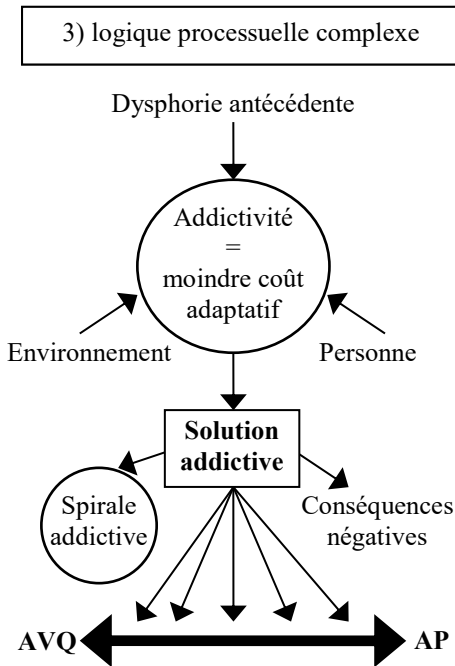 3) logique processuelle complexe
Dysphorie antécédente
Addictivité
=
moindre coût
adaptatif
Environnement
Personne
Solution
addictive
Spirale
addictive
Conséquences
négatives
AVQ
AP